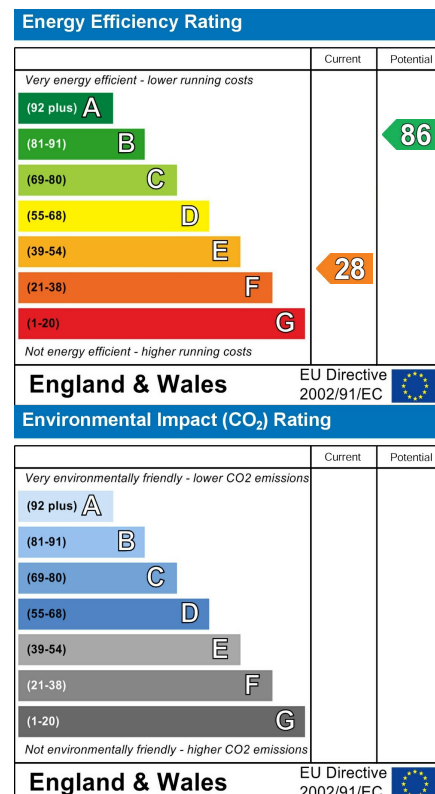 Energy Efficiency Rating
Current Potential
Very energy efficient - lower running costs
(92 plus) A
(81-91) B
86
(69-80) C
(55-68) D
(39-54) E
28
(21-38) F
(1-20) G
Not energy efficient - higher running costs
England & Wales
EU Directive
2002/91/EC
Environmental Impact (CO₂) Rating
Current Potential
Very environmentally friendly - lower CO2 emissions
(92 plus) A
(81-91) B
(69-80) C
(55-68) D
(39-54) E
(21-38) F
(1-20) G
Not environmentally friendly - higher CO2 emissions
England & Wales
EU Directive
2002/91/EC